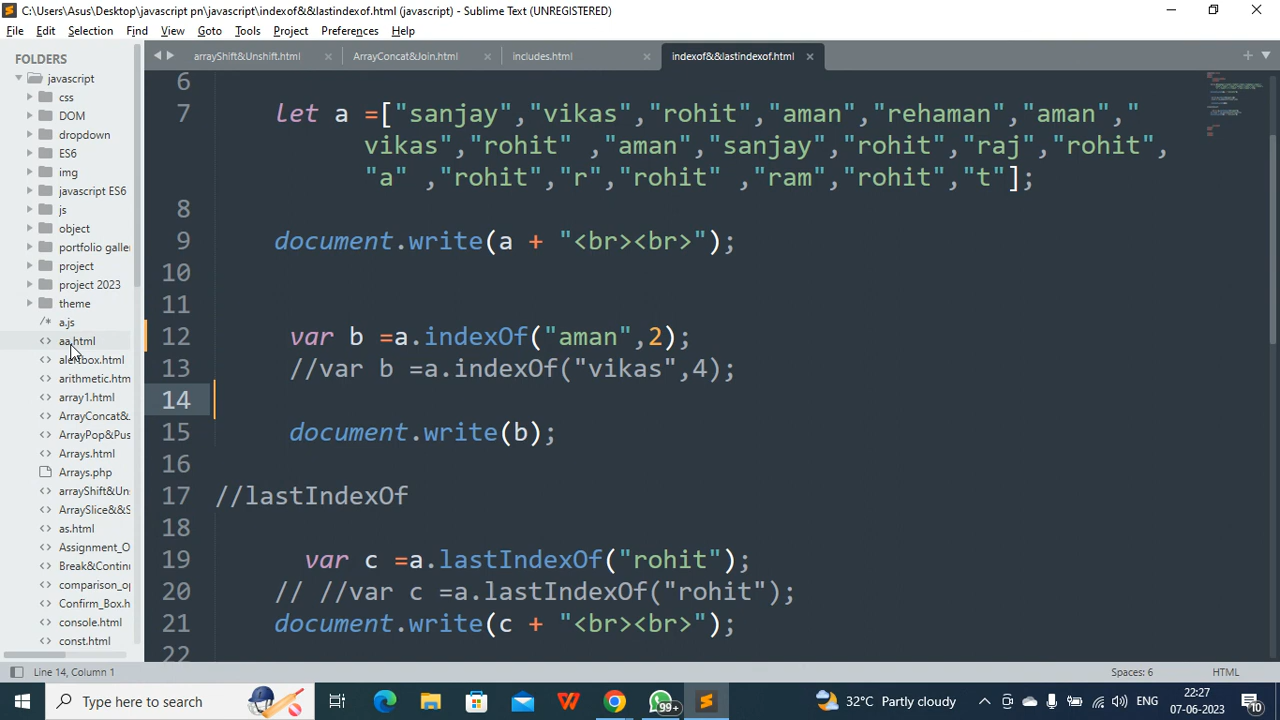 C:\Users\Asus\Desktop\javascript pn\javascript\indexof&&lastindexof.html (javascript) - Sublime Text (UNREGISTERED)
File Edit Selection Find View Goto Tools Project Preferences Help
FOLDERS
javascript
css
DOM
dropdown
ES6
img
javascript ES6
js
object
portfolio galle
project
project 2023
theme
/* a.js
<> aa.html
<> alertbox.html
<> arithmetic.htm
<> array1.html
<> ArrayConcat&.
<> ArrayPop&Pus
<> Arrays.html
Arrays.php
<> arrayShift&Un
<> ArraySlice&&S
<> as.html
<> Assignment_O
<> Break&Contin
<> comparison_op
<> Confirm_Box.h
<> console.html
<> const.html
arrayShift&Unshift.html × ArrayConcat&Join.html × includes.html × indexof&&lastindexof.html ×
6
7 let a =["sanjay","vikas","rohit","aman","rehaman","aman","
vikas","rohit" ,"aman","sanjay","rohit","raj","rohit",
"a" ,"rohit","r","rohit" ,"ram","rohit","t"];
8
9 document.write(a + "<br><br>");
10
11
12 var b =a.indexOf("aman",2);
13 //var b =a.indexOf("vikas",4);
14
15 document.write(b);
16
17 //lastIndexOf
18
19 var c =a.lastIndexOf("rohit");
20 // //var c =a.lastIndexOf("rohit");
21 document.write(c + "<br><br>");
22
Line 14, Column 1 Spaces: 6 HTML
Type here to search 99+ W 32°C Partly cloudy ENG 22:27
07-06-2023 10